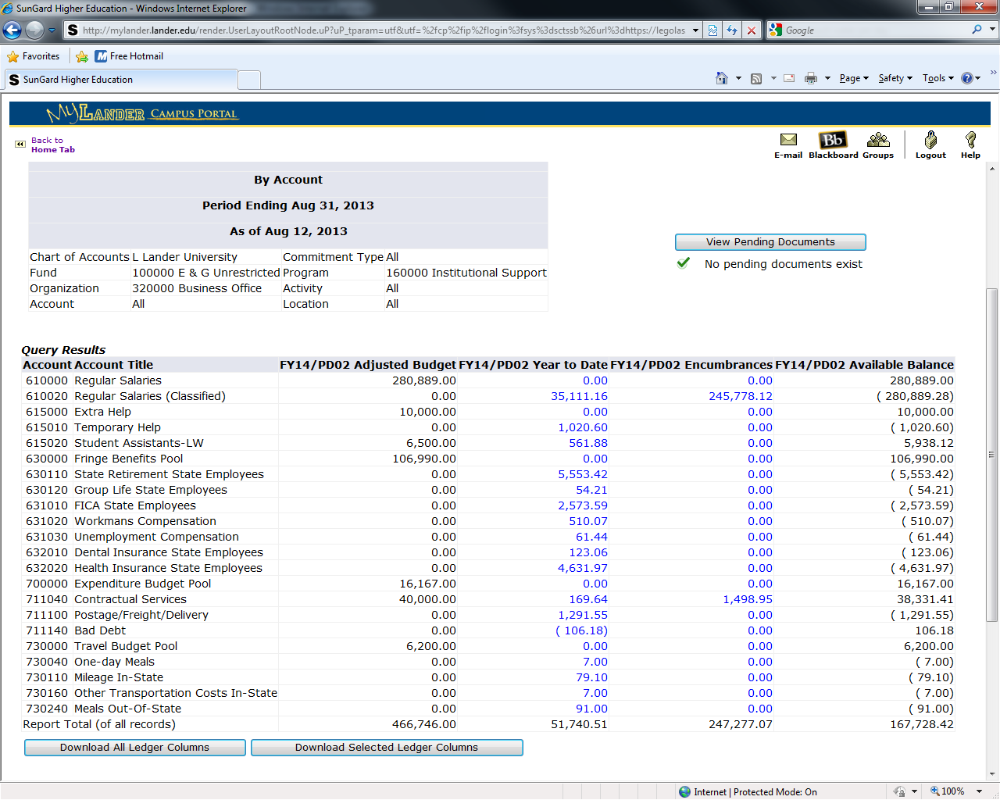 SunGard Higher Education - Windows Internet Explorer
http://mylander.lander.edu/render.UserLayoutRootNode.uP?uP_tparam=utf&utf=%2fcp%2fip%2flogin%3fsys%3dsctssb%26url%3dhttps://legolas
Google
Favorites Free Hotmail
SunGard Higher Education
Page Safety Tools
MyLander Campus Portal
Back to
Home Tab
E-mail Blackboard Groups Logout Help
By Account
Period Ending Aug 31, 2013
As of Aug 12, 2013
View Pending Documents
No pending documents exist
Chart of Accounts L Lander University Commitment Type All
Fund 100000 E & G Unrestricted Program 160000 Institutional Support
Organization 320000 Business Office Activity All
Account All Location All
Query Results
Account Account Title FY14/PD02 Adjusted Budget FY14/PD02 Year to Date FY14/PD02 Encumbrances FY14/PD02 Available Balance
610000 Regular Salaries 280,889.00 0.00 0.00 280,889.00
610020 Regular Salaries (Classified) 0.00 35,111.16 245,778.12 ( 280,889.28)
615000 Extra Help 10,000.00 0.00 0.00 10,000.00
615010 Temporary Help 0.00 1,020.60 0.00 ( 1,020.60)
615020 Student Assistants-LW 6,500.00 561.88 0.00 5,938.12
630000 Fringe Benefits Pool 106,990.00 0.00 0.00 106,990.00
630110 State Retirement State Employees 0.00 5,553.42 0.00 ( 5,553.42)
630120 Group Life State Employees 0.00 54.21 0.00 ( 54.21)
631010 FICA State Employees 0.00 2,573.59 0.00 ( 2,573.59)
631020 Workmans Compensation 0.00 510.07 0.00 ( 510.07)
631030 Unemployment Compensation 0.00 61.44 0.00 ( 61.44)
632010 Dental Insurance State Employees 0.00 123.06 0.00 ( 123.06)
632020 Health Insurance State Employees 0.00 4,631.97 0.00 ( 4,631.97)
700000 Expenditure Budget Pool 16,167.00 0.00 0.00 16,167.00
711040 Contractual Services 40,000.00 169.64 1,498.95 38,331.41
711100 Postage/Freight/Delivery 0.00 1,291.55 0.00 ( 1,291.55)
711140 Bad Debt 0.00 ( 106.18) 0.00 106.18
730000 Travel Budget Pool 6,200.00 0.00 0.00 6,200.00
730040 One-day Meals 0.00 7.00 0.00 ( 7.00)
730110 Mileage In-State 0.00 79.10 0.00 ( 79.10)
730160 Other Transportation Costs In-State 0.00 7.00 0.00 ( 7.00)
730240 Meals Out-Of-State 0.00 91.00 0.00 ( 91.00)
Report Total (of all records) 466,746.00 51,740.51 247,277.07 167,728.42
Download All Ledger Columns Download Selected Ledger Columns
Internet | Protected Mode: On 100%